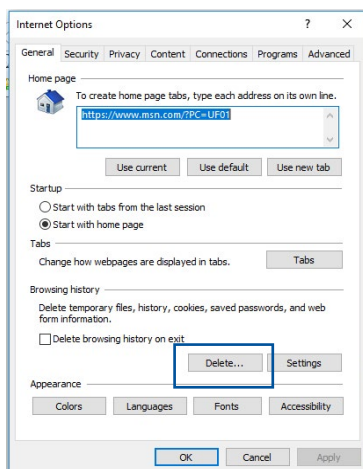 Internet Options
? X
General Security Privacy Content Connections Programs Advanced
Home page
To create home page tabs, type each address on its own line.
https://www.msn.com/?PC=UF01
Use current Use default Use new tab
Startup
Start with tabs from the last session
Start with home page
Tabs
Change how webpages are displayed in tabs. Tabs
Browsing history
Delete temporary files, history, cookies, saved passwords, and web
form information.
Delete browsing history on exit
Delete... Settings
Appearance
Colors Languages Fonts Accessibility
OK Cancel Apply